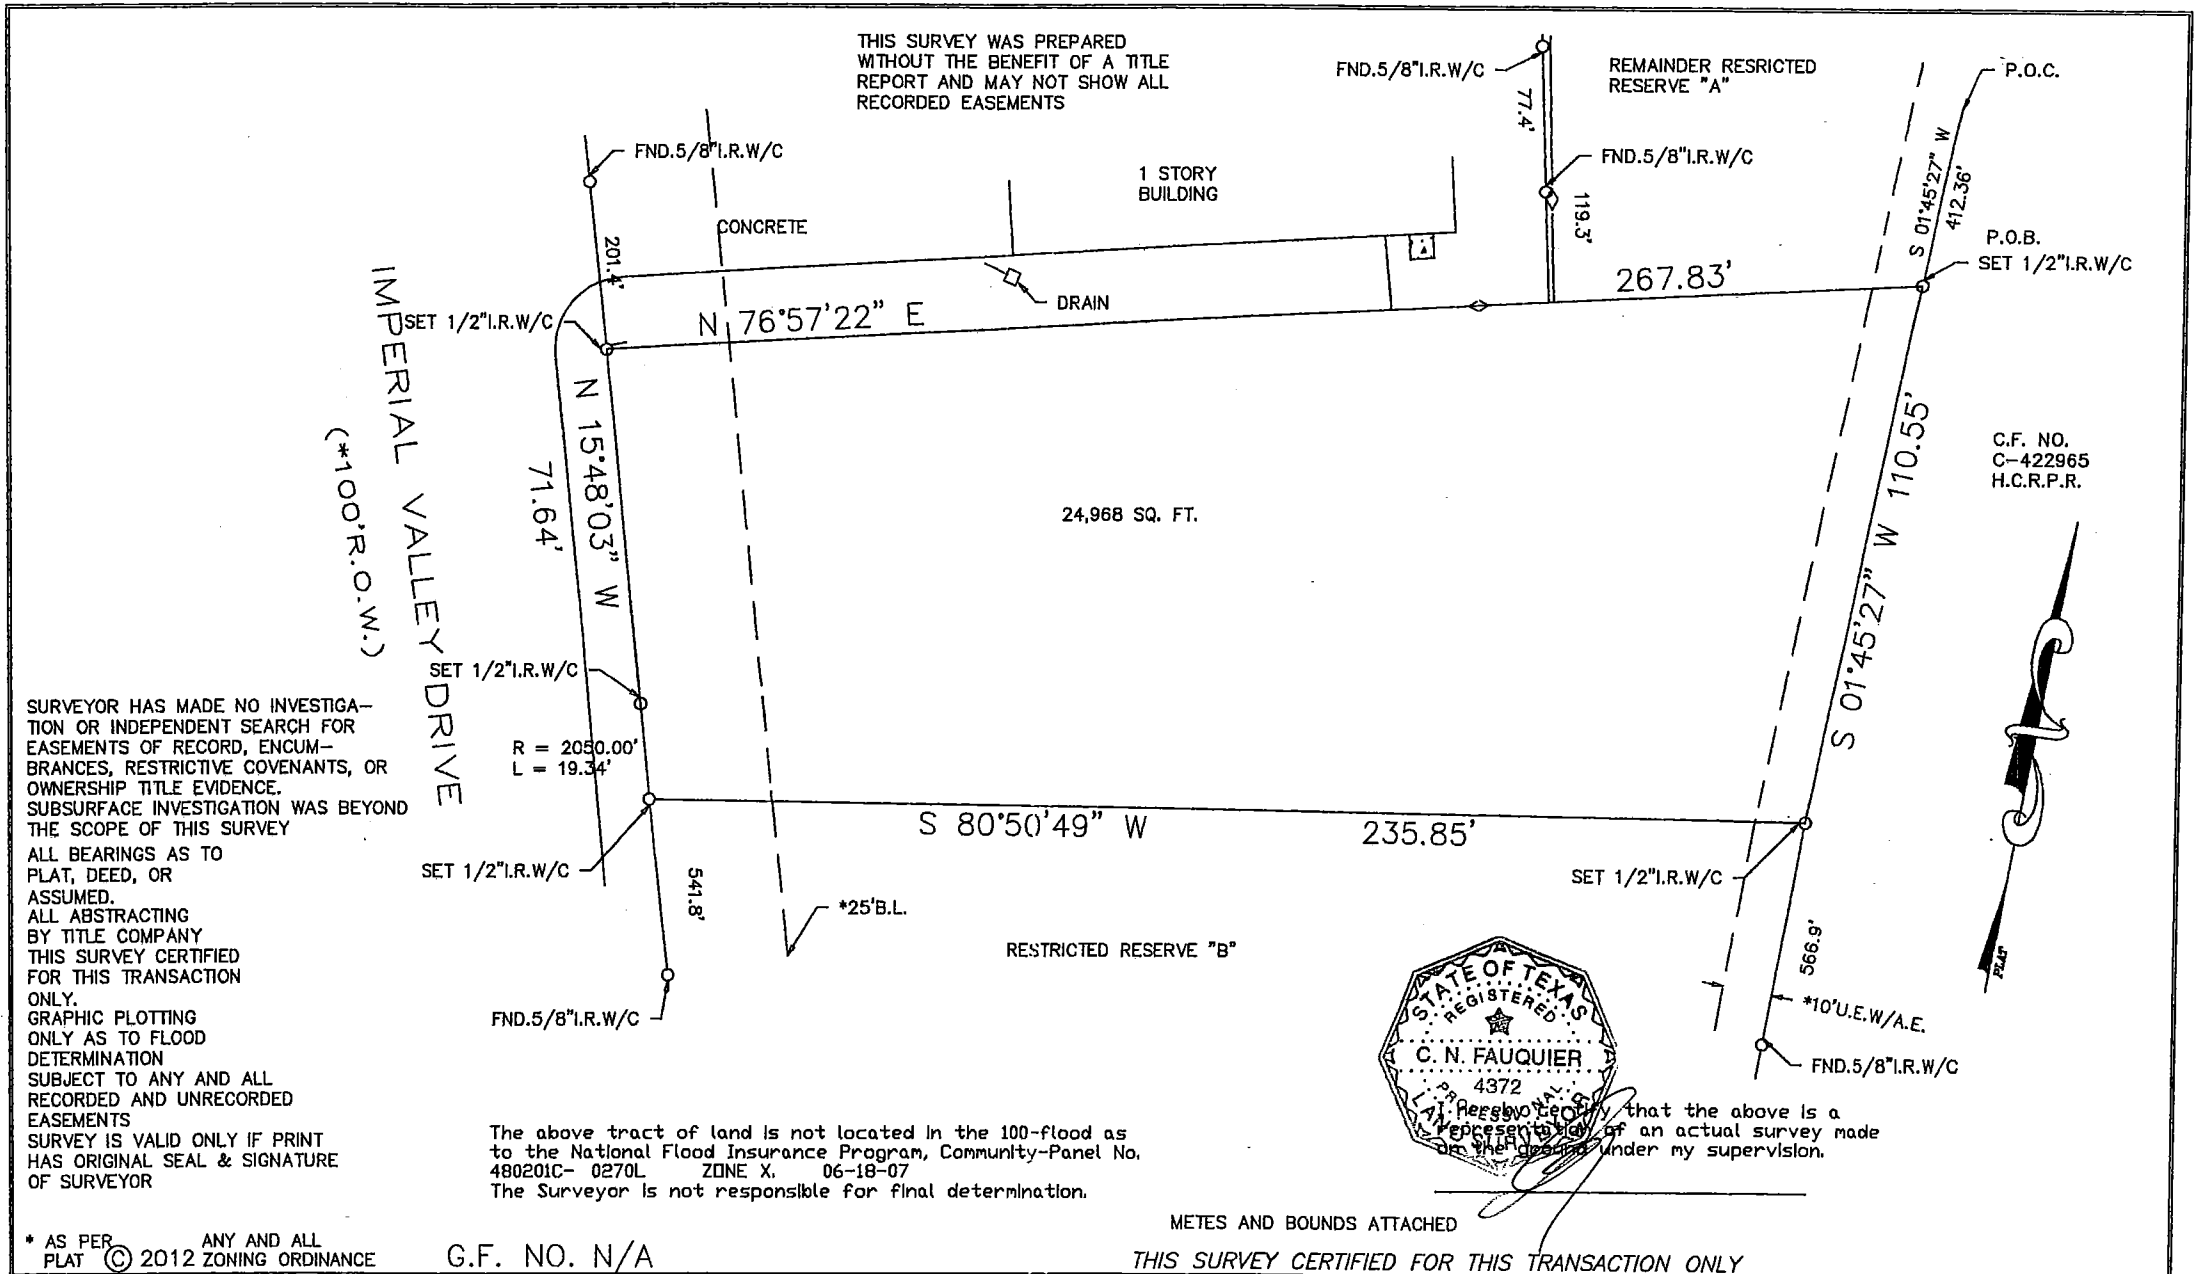 THIS SURVEY WAS PREPARED
WITHOUT THE BENEFIT OF A TITLE
REPORT AND MAY NOT SHOW ALL
RECORDED EASEMENTS
FND.5/8"I.R.W/C
77.4'
REMAINDER RESRICTED
RESERVE "A"
P.O.C.
FND.5/8"I.R.W/C
1 STORY
BUILDING
FND.5/8"I.R.W/C
119.3'
S 01°45'27" W
412.36'
CONCRETE
201.4'
P.O.B.
SET 1/2"I.R.W/C
267.83'
DRAIN
SET 1/2"I.R.W/C
N 76°57'22" E
IMPERIAL VALLEY DRIVE
(*100'R.O.W.)
N 15°48'03" W
71.64'
24,968 SQ. FT.
S 01°45'27" W 110.55'
C.F. NO.
C-422965
H.C.R.P.R.
SET 1/2"I.R.W/C
R = 2050.00'
L = 19.34'
S 80°50'49" W 235.85'
SET 1/2"I.R.W/C
541.8'
*25'B.L.
SET 1/2"I.R.W/C
RESTRICTED RESERVE "B"
566.9'
PLAT
*10'U.E.W/A.E.
FND.5/8"I.R.W/C
FND.5/8"I.R.W/C
SURVEYOR HAS MADE NO INVESTIGA-
TION OR INDEPENDENT SEARCH FOR
EASEMENTS OF RECORD, ENCUM-
BRANCES, RESTRICTIVE COVENANTS, OR
OWNERSHIP TITLE EVIDENCE.
SUBSURFACE INVESTIGATION WAS BEYOND
THE SCOPE OF THIS SURVEY
ALL BEARINGS AS TO
PLAT, DEED, OR
ASSUMED.
ALL ABSTRACTING
BY TITLE COMPANY
THIS SURVEY CERTIFIED
FOR THIS TRANSACTION
ONLY.
GRAPHIC PLOTTING
ONLY AS TO FLOOD
DETERMINATION
SUBJECT TO ANY AND ALL
RECORDED AND UNRECORDED
EASEMENTS
SURVEY IS VALID ONLY IF PRINT
HAS ORIGINAL SEAL & SIGNATURE
OF SURVEYOR
STATE OF TEXAS
REGISTERED
C. N. FAUQUIER
4372
PROFESSIONAL
LAND SURVEYOR
I hereby certify that the above is a
representation of an actual survey made
on the ground under my supervision.
The above tract of land is not located in the 100-flood as
to the National Flood Insurance Program, Community-Panel No.
480201C- 0270L ZONE X. 06-18-07
The Surveyor is not responsible for final determination.
METES AND BOUNDS ATTACHED
* AS PER ANY AND ALL
PLAT © 2012 ZONING ORDINANCE
G.F. NO. N/A
THIS SURVEY CERTIFIED FOR THIS TRANSACTION ONLY